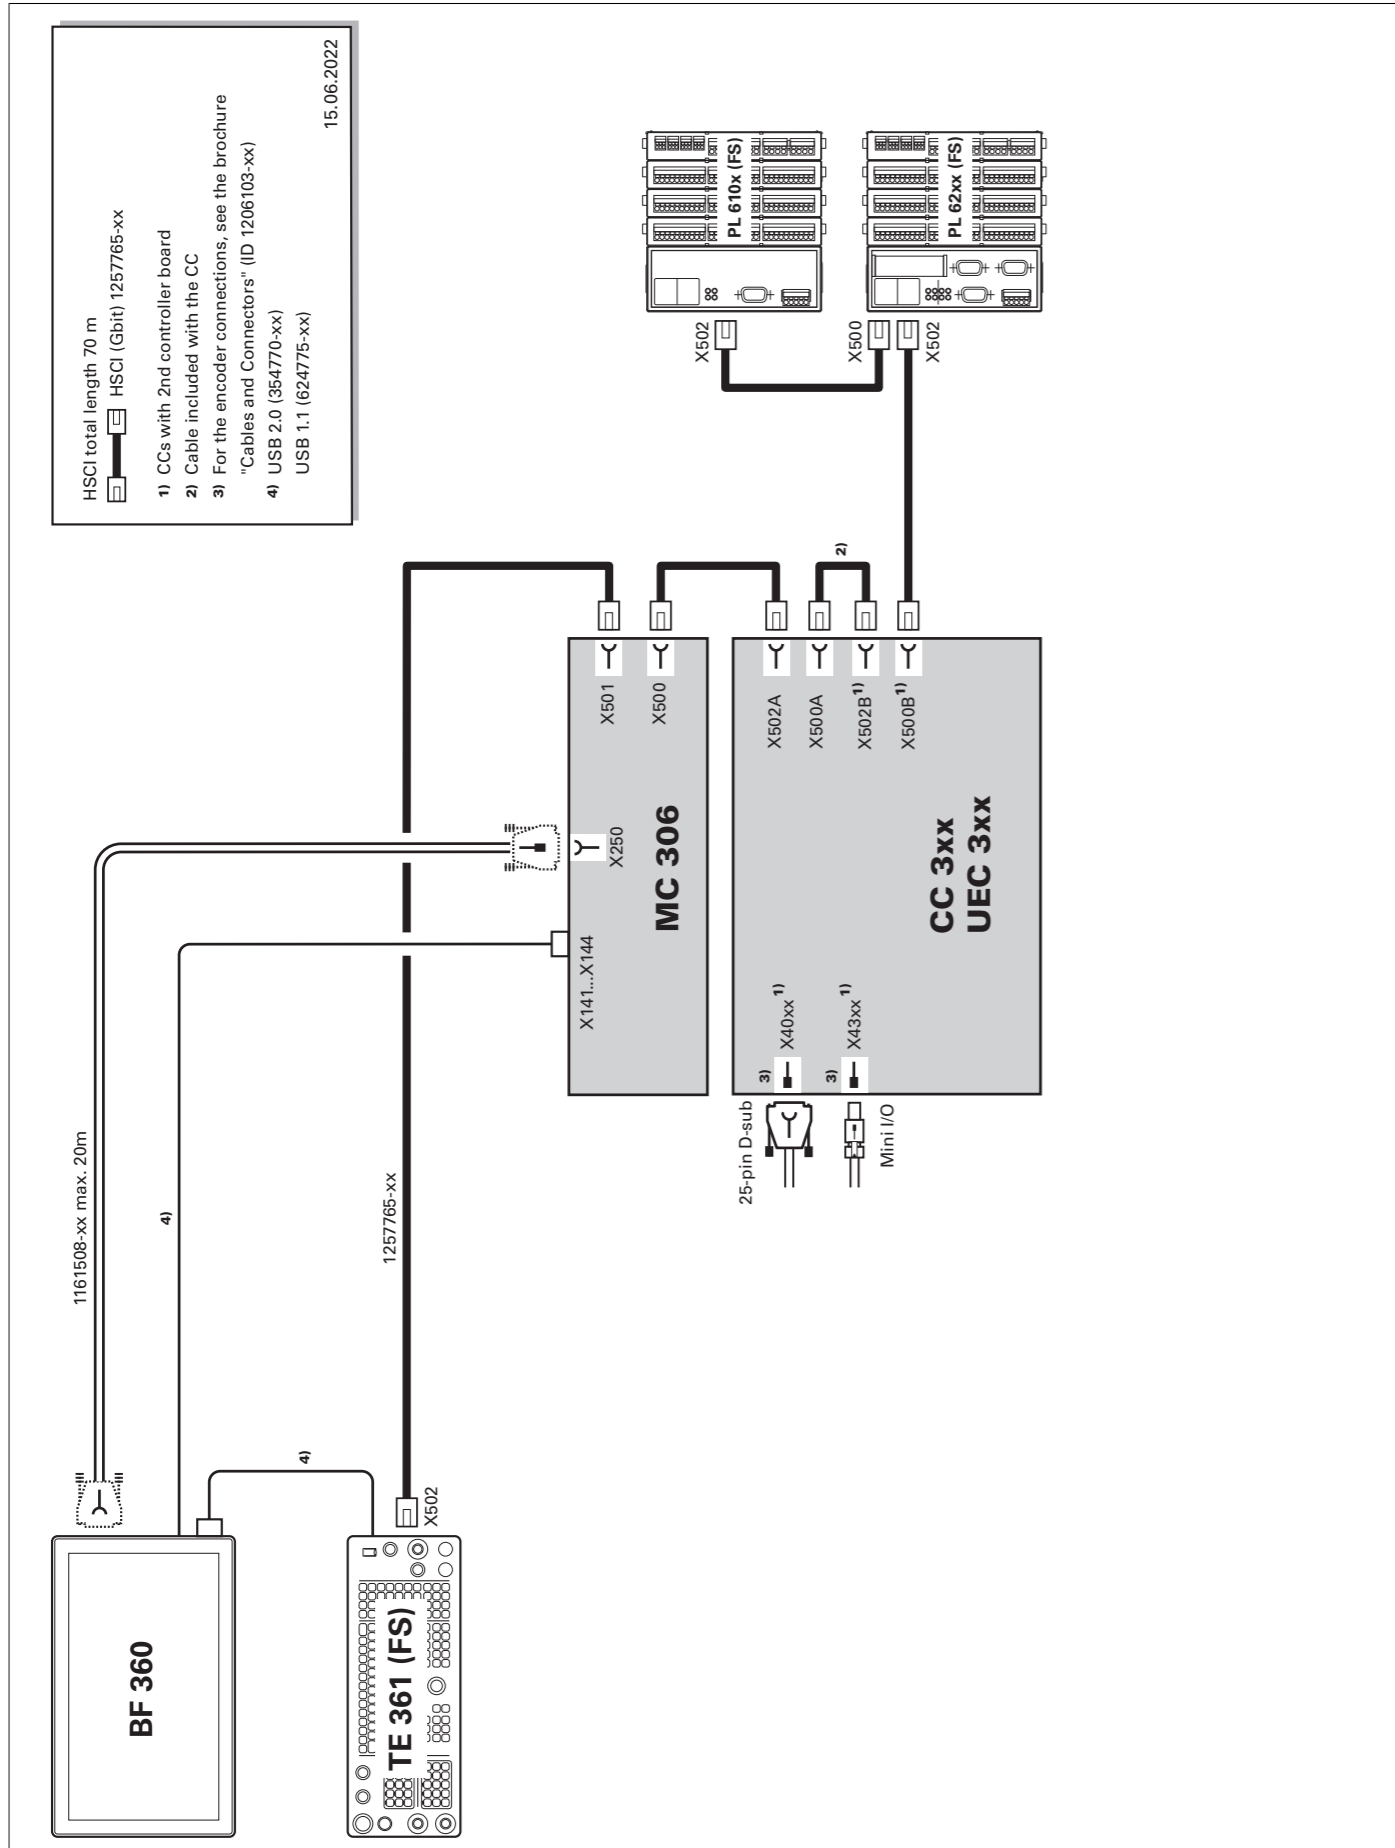 HSCI total length 70 m
HSCI (Gbit) 1257765-xx
1) CCs with 2nd controller board
2) Cable included with the CC
3) For the encoder connections, see the brochure
"Cables and Connectors" (ID 1206103-xx)
4) USB 2.0 (354770-xx)
USB 1.1 (624775-xx)
15.06.2022
BF 360
1161508-xx max. 20m
4)
4)
TE 361 (FS)
X502
1257765-xx
X141...X144
X250
X501
X500
MC 306
25-pin D-sub
3)
X40xx 1)
Mini I/O
3)
X43xx 1)
X502A
X500A
X502B 1)
X500B 1)
2)
CC 3xx
UEC 3xx
X502
PL 610x (FS)
X500
X502
PL 62xx (FS)